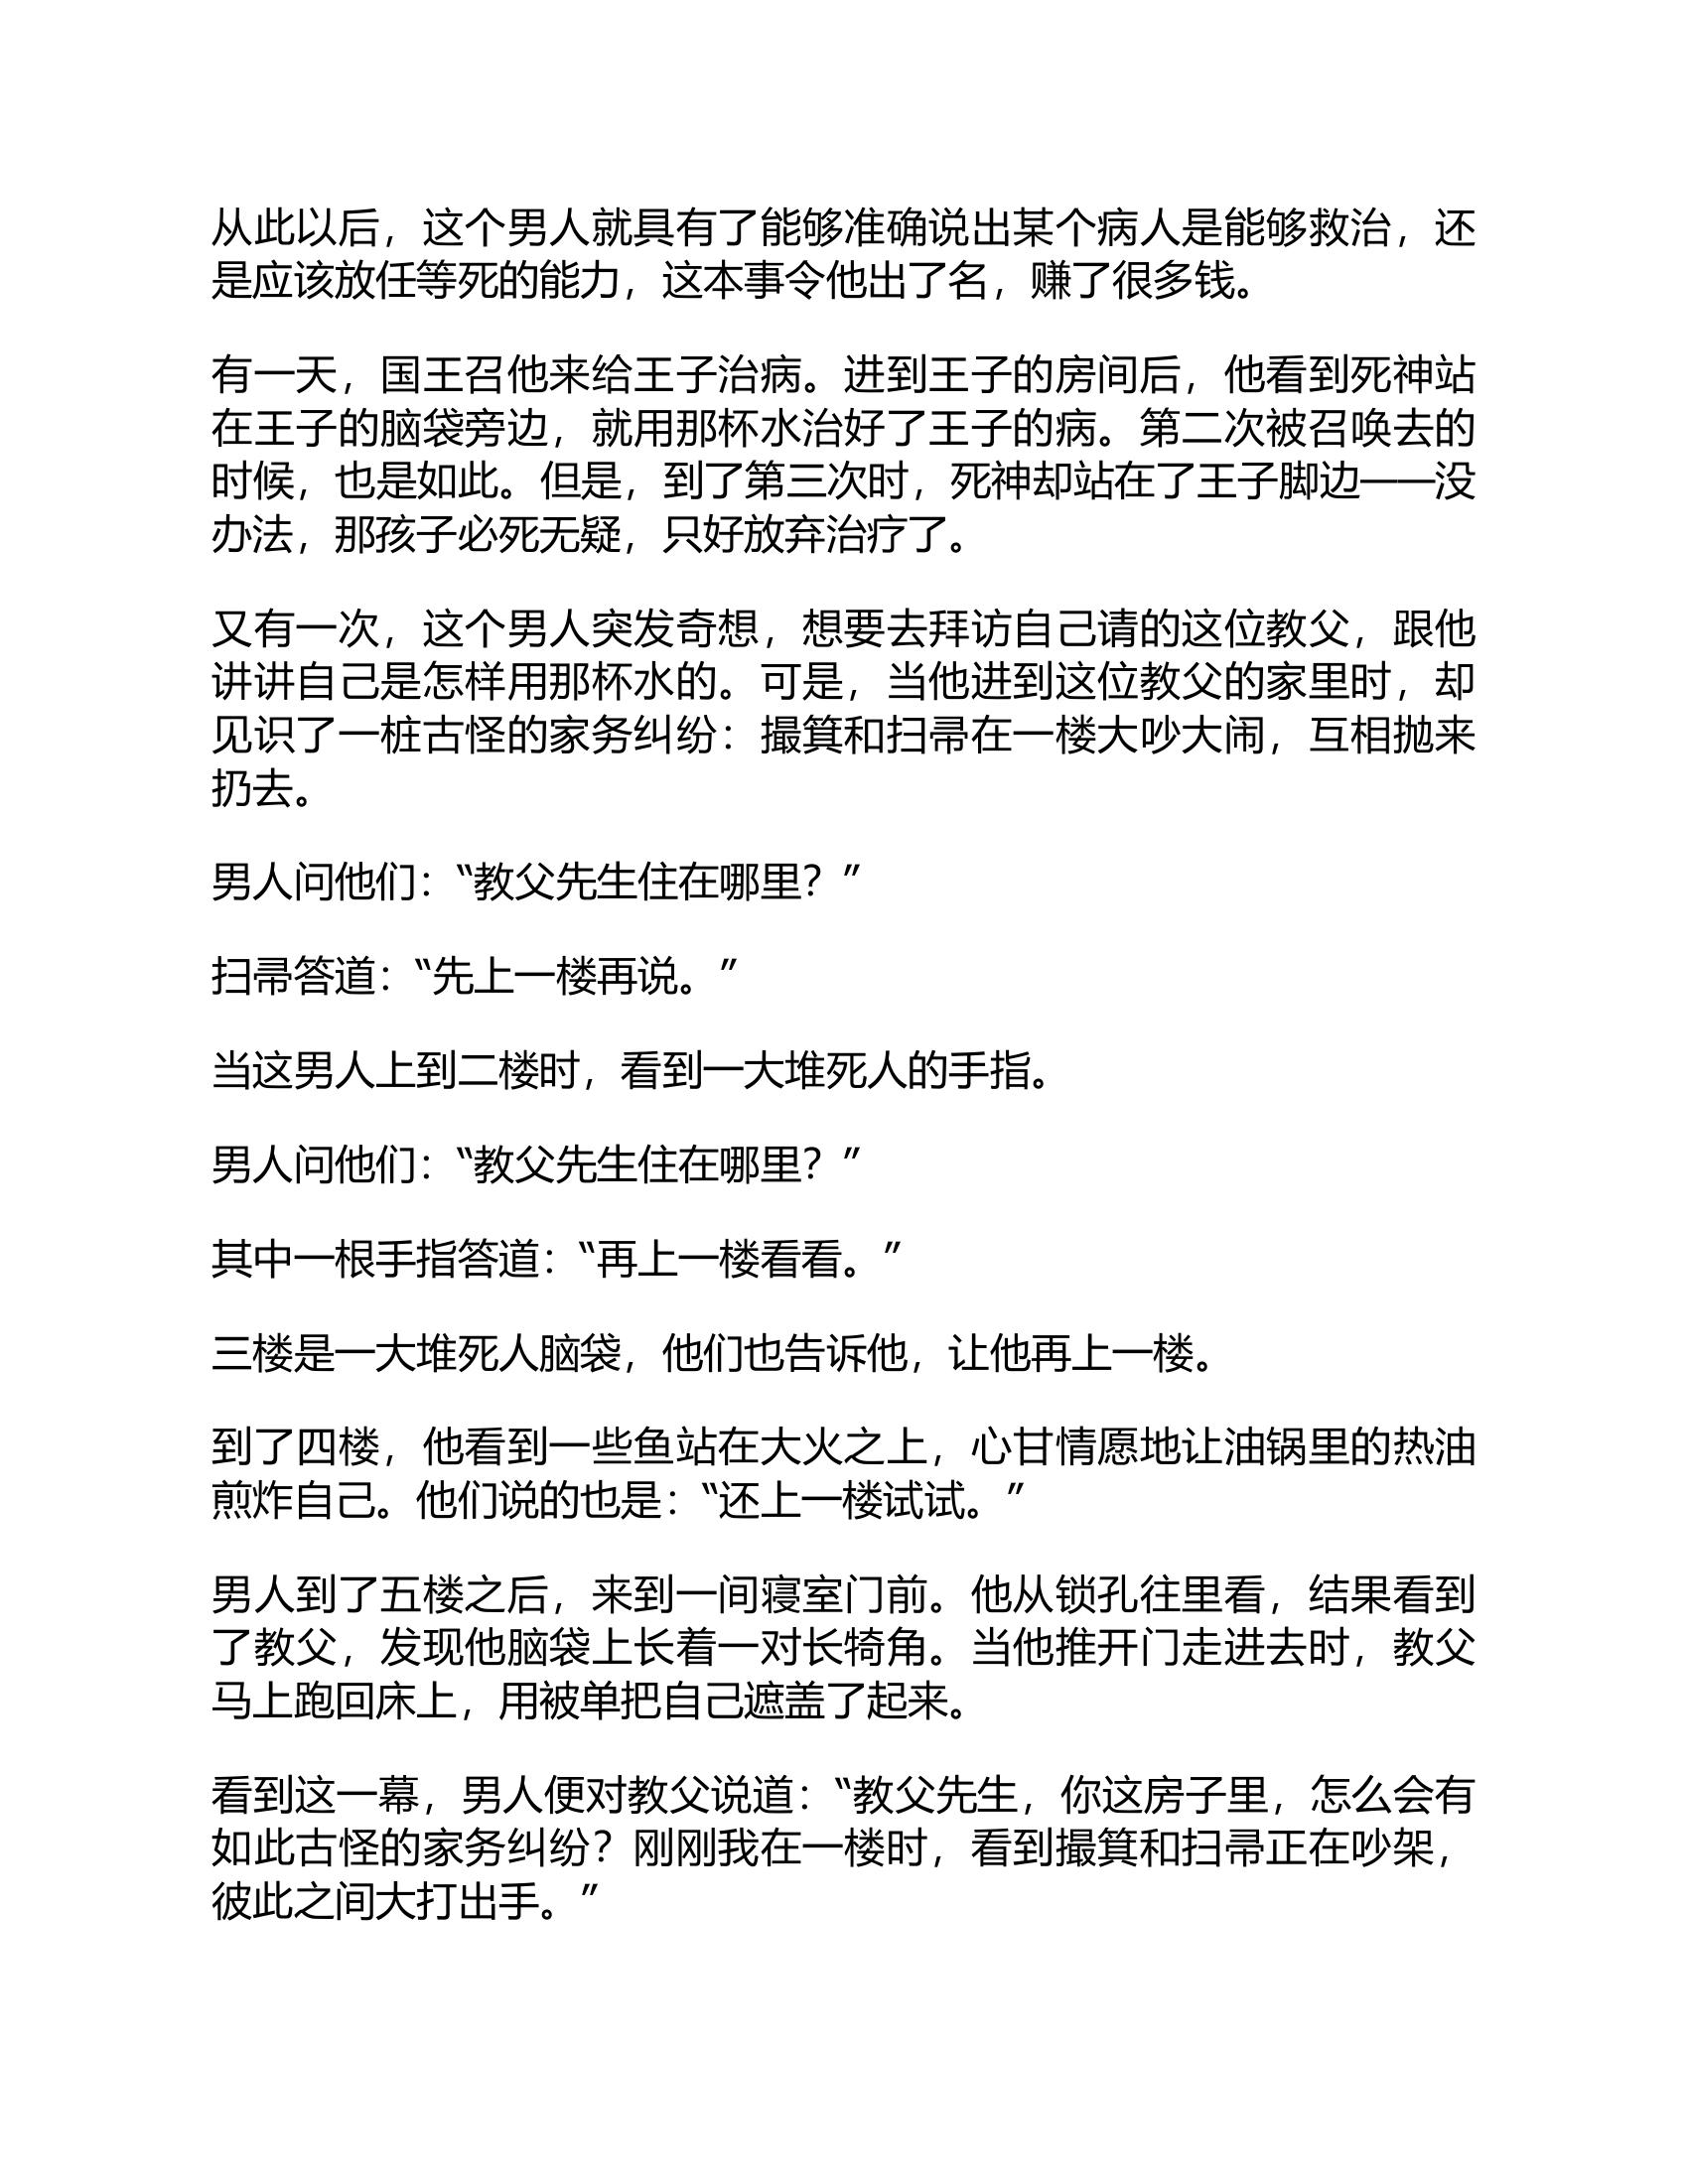 从此以后，这个男人就具有了能够准确说出某个病人是能够救治，还
是应该放任等死的能力，这本事令他出了名，赚了很多钱。
有一天，国王召他来给王子治病。进到王子的房间后，他看到死神站
在王子的脑袋旁边，就用那杯水治好了王子的病。第二次被召唤去的
时候，也是如此。但是，到了第三次时，死神却站在了王子脚边——没
办法，那孩子必死无疑，只好放弃治疗了。
又有一次，这个男人突发奇想，想要去拜访自己请的这位教父，跟他
讲讲自己是怎样用那杯水的。可是，当他进到这位教父的家里时，却
见识了一桩古怪的家务纠纷：撮箕和扫帚在一楼大吵大闹，互相抛来
扔去。
男人问他们：“教父先生住在哪里？”
扫帚答道：“先上一楼再说。”
当这男人上到二楼时，看到一大堆死人的手指。
男人问他们：“教父先生住在哪里？”
其中一根手指答道：“再上一楼看看。”
三楼是一大堆死人脑袋，他们也告诉他，让他再上一楼。
到了四楼，他看到一些鱼站在大火之上，心甘情愿地让油锅里的热油
煎炸自己。他们说的也是：“还上一楼试试。”
男人到了五楼之后，来到一间寝室门前。他从锁孔往里看，结果看到
了教父，发现他脑袋上长着一对长犄角。当他推开门走进去时，教父
马上跑回床上，用被单把自己遮盖了起来。
看到这一幕，男人便对教父说道：“教父先生，你这房子里，怎么会有
如此古怪的家务纠纷？刚刚我在一楼时，看到撮箕和扫帚正在吵架，
彼此之间大打出手。”